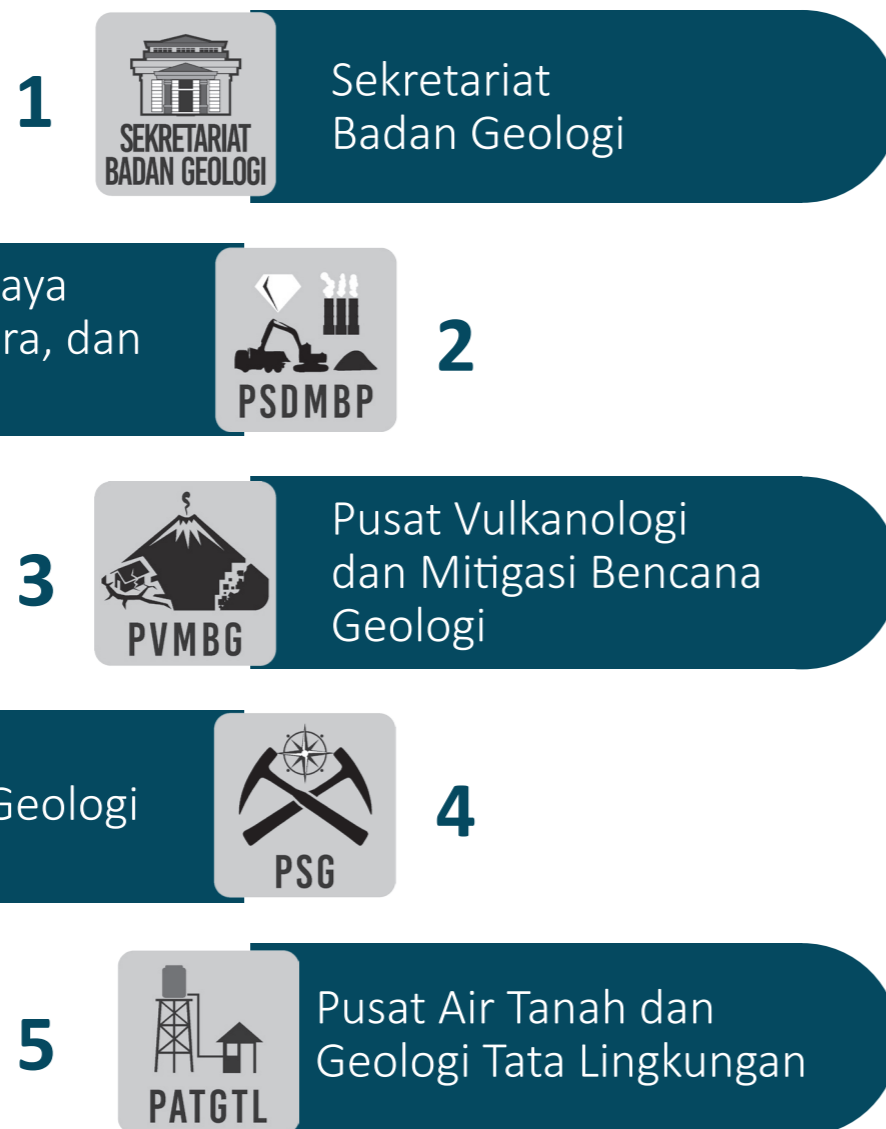 1
SEKRETARIAT
BADAN GEOLOGI
Sekretariat
Badan Geologi
aya
ra, dan
PSDMBP
2
3
PVMBG
Pusat Vulkanologi
dan Mitigasi Bencana
Geologi
Geologi
PSG
4
5
PATGTL
Pusat Air Tanah dan
Geologi Tata Lingkungan